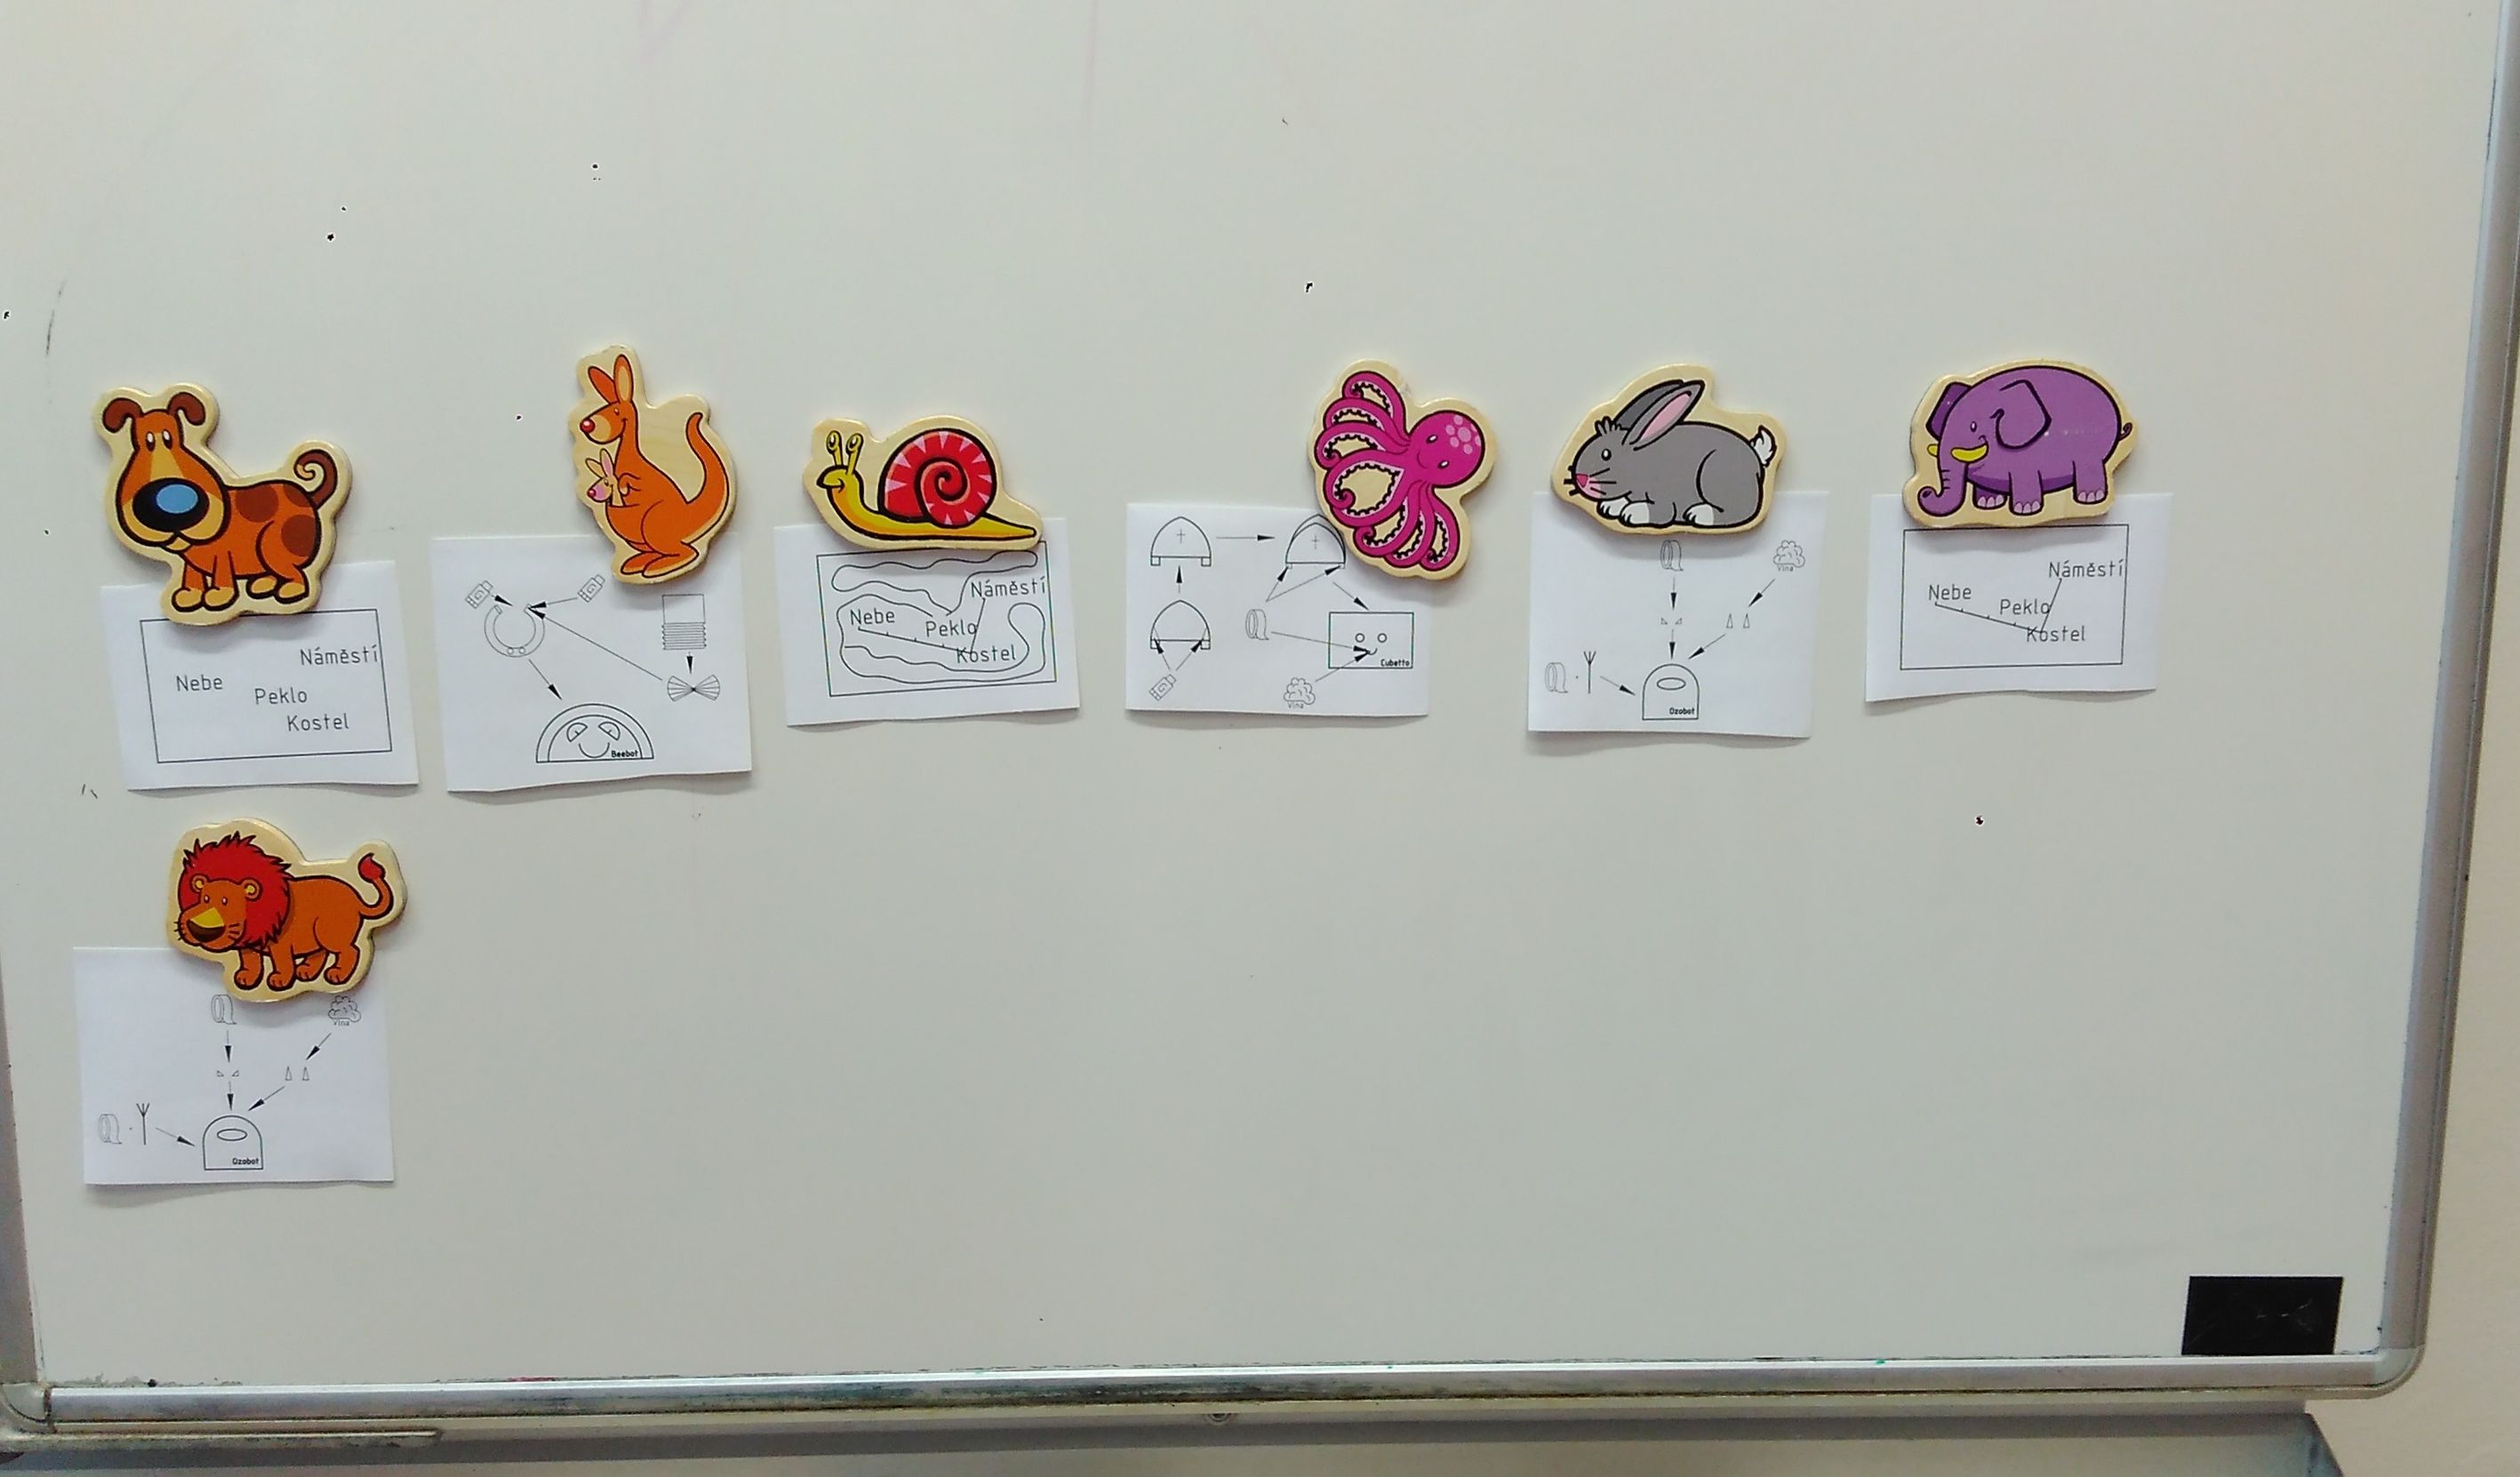 Náměstí
Nebe
Peklo
Kostel
Beebot
Náměstí
Nebe
Peklo
Kostel
Cubetto
Vlna
Vlna
Ozobot
Náměstí
Nebe
Peklo
Kostel
Vlna
Ozobot